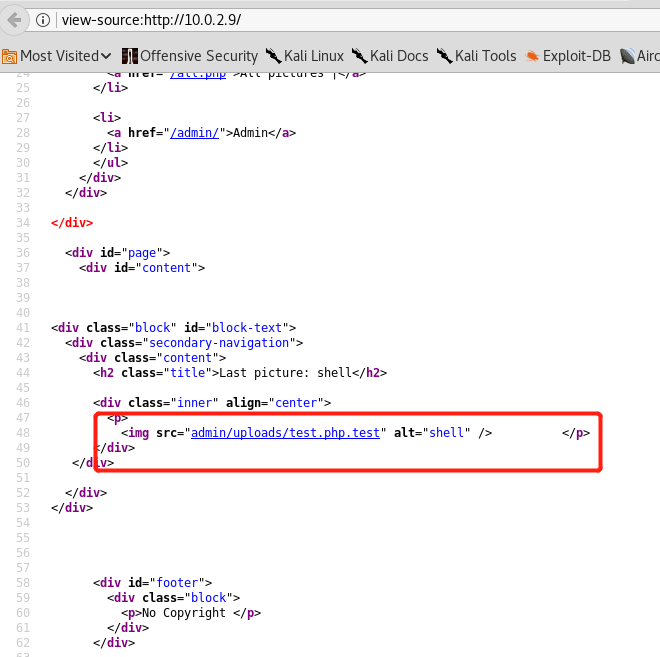 view-source:http://10.0.2.9/
Most Visited Offensive Security Kali Linux Kali Docs Kali Tools Exploit-DB Airc
24 <a href="/all.php">All pictures |</a>
25 </li>
26
27 <li>
28 <a href="/admin/">Admin</a>
29 </li>
30 </ul>
31 </div>
32 </div>
33
34 </div>
35
36 <div id="page">
37 <div id="content">
38
39
40
41 <div class="block" id="block-text">
42 <div class="secondary-navigation">
43 <div class="content">
44 <h2 class="title">Last picture: shell</h2>
45
46 <div class="inner" align="center">
47 <p>
48 <img src="admin/uploads/test.php.test" alt="shell" /> </p>
49 </div>
50 </div>
51
52 </div>
53 </div>
54
55
56
57
58 <div id="footer">
59 <div class="block">
60 <p>No Copyright </p>
61 </div>
62 </div>
63